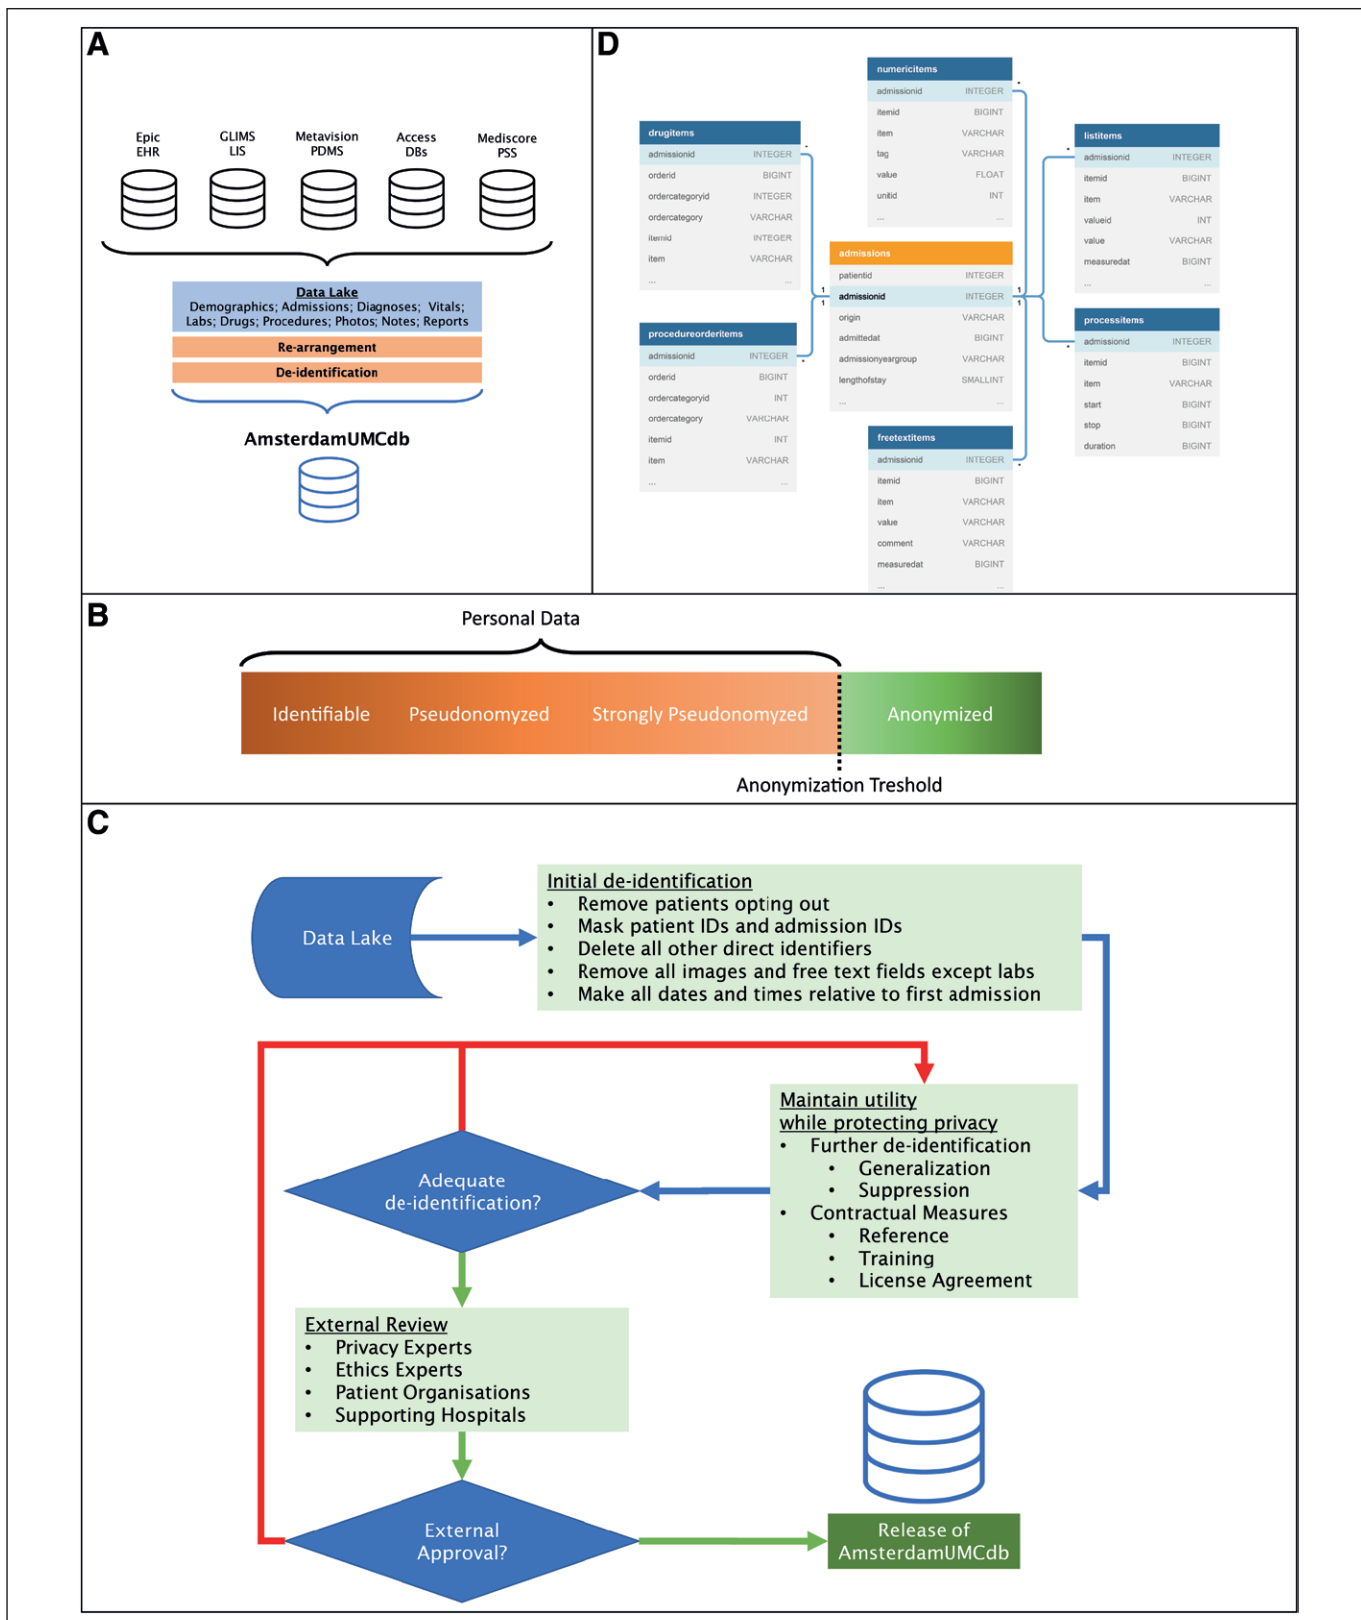 A
Epic
EHR
GLIMS
LIS
Metavision
PDMS
Access
DBs
Mediscore
PSS
Data Lake
Demographics; Admissions; Diagnoses; Vitals;
Labs; Drugs; Procedures; Photos; Notes; Reports
Re-arrangement
De-identification
AmsterdamUMCdb
D
numericitems
admissionid INTEGER
itemid BIGINT
item VARCHAR
tag VARCHAR
value FLOAT
unitid INT
... ...
drugitems
admissionid INTEGER
orderid BIGINT
ordercategoryid INTEGER
ordercategory VARCHAR
itemid INTEGER
item VARCHAR
... ...
listitems
admissionid INTEGER
itemid BIGINT
item VARCHAR
valueid INT
value VARCHAR
measuredat BIGINT
... ...
admissions
patientid INTEGER
admissionid INTEGER
origin VARCHAR
admittedat BIGINT
admissionyeargroup VARCHAR
lengthofstay SMALLINT
... ...
1
1
1
1
procedureorderitems
admissionid INTEGER
orderid BIGINT
ordercategoryid INT
ordercategory VARCHAR
itemid INT
item VARCHAR
... ...
processitems
admissionid INTEGER
itemid BIGINT
item VARCHAR
start BIGINT
stop BIGINT
duration BIGINT
freetextitems
admissionid INTEGER
itemid BIGINT
item VARCHAR
value VARCHAR
comment VARCHAR
measuredat BIGINT
... ...
B
Personal Data
Identifiable
Pseudonomyzed
Strongly Pseudonomyzed
Anonymized
Anonymization Treshold
C
Data Lake
Initial de-identification
• Remove patients opting out
• Mask patient IDs and admission IDs
• Delete all other direct identifiers
• Remove all images and free text fields except labs
• Make all dates and times relative to first admission
Maintain utility
while protecting privacy
• Further de-identification
• Generalization
• Suppression
• Contractual Measures
• Reference
• Training
• License Agreement
Adequate
de-identification?
External Review
• Privacy Experts
• Ethics Experts
• Patient Organisations
• Supporting Hospitals
External
Approval?
Release of
AmsterdamUMCdb